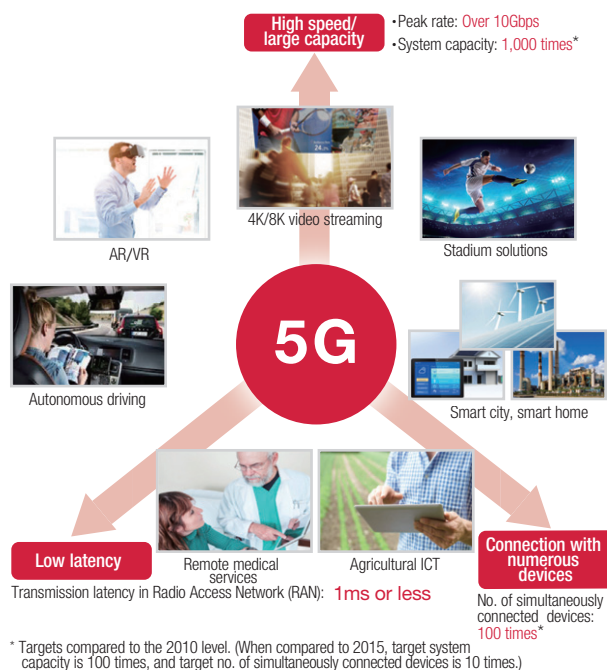 High speed/
large capacity
•Peak rate: Over 10Gbps
•System capacity: 1,000 times*
AR/VR
4K/8K video streaming
Stadium solutions
5G
Autonomous driving
Smart city, smart home
Low latency
Remote medical
services
Agricultural ICT
Connection with
numerous
devices
Transmission latency in Radio Access Network (RAN): 1ms or less
No. of simultaneously
connected devices:
100 times*
* Targets compared to the 2010 level. (When compared to 2015, target system
capacity is 100 times, and target no. of simultaneously connected devices is 10 times.)